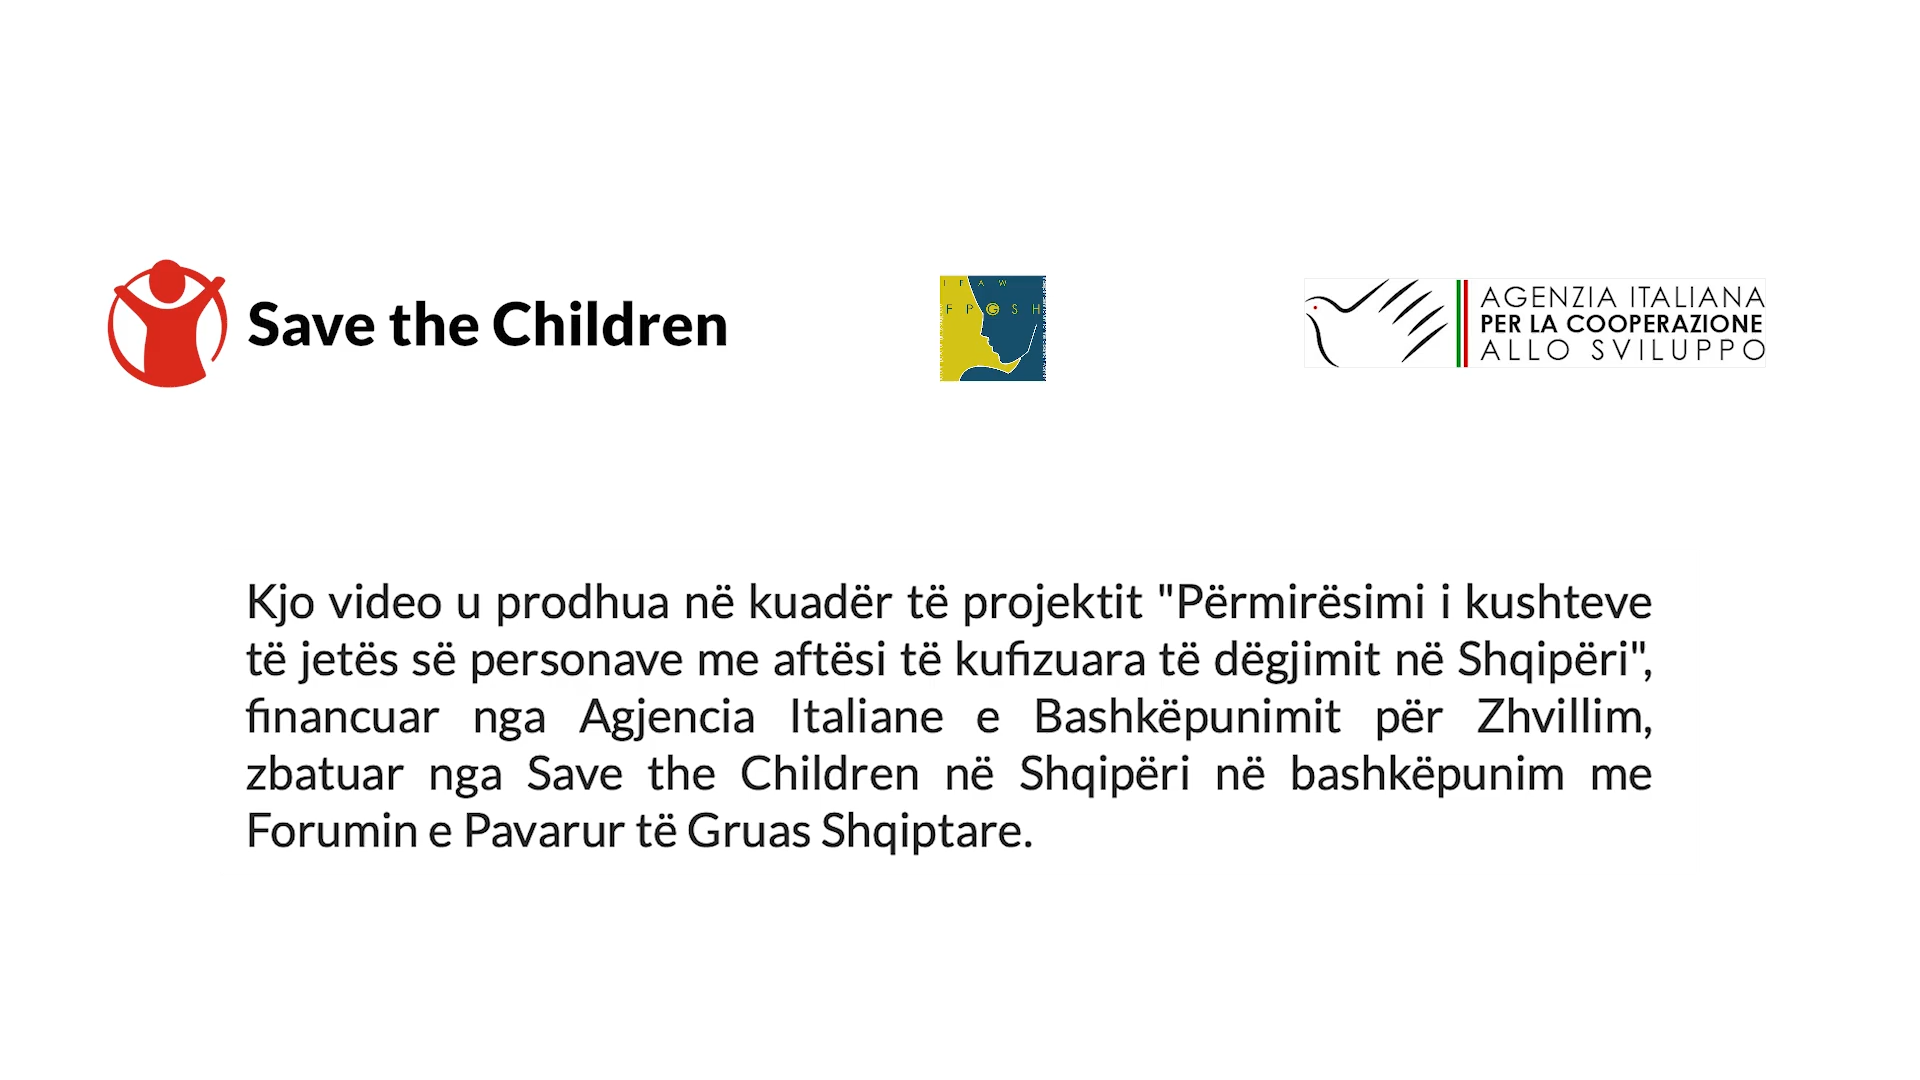 Save the Children
I F A W
F P G S H
AGENZIA ITALIANA
PER LA COOPERAZIONE
ALLO SVILUPPO
Kjo video u prodhua në kuadër të projektit "Përmirësimi i kushteve
të jetës së personave me aftësi të kufizuara të dëgjimit në Shqipëri",
financuar nga Agjencia Italiane e Bashkëpunimit për Zhvillim,
zbatuar nga Save the Children në Shqipëri në bashkëpunim me
Forumin e Pavarur të Gruas Shqiptare.